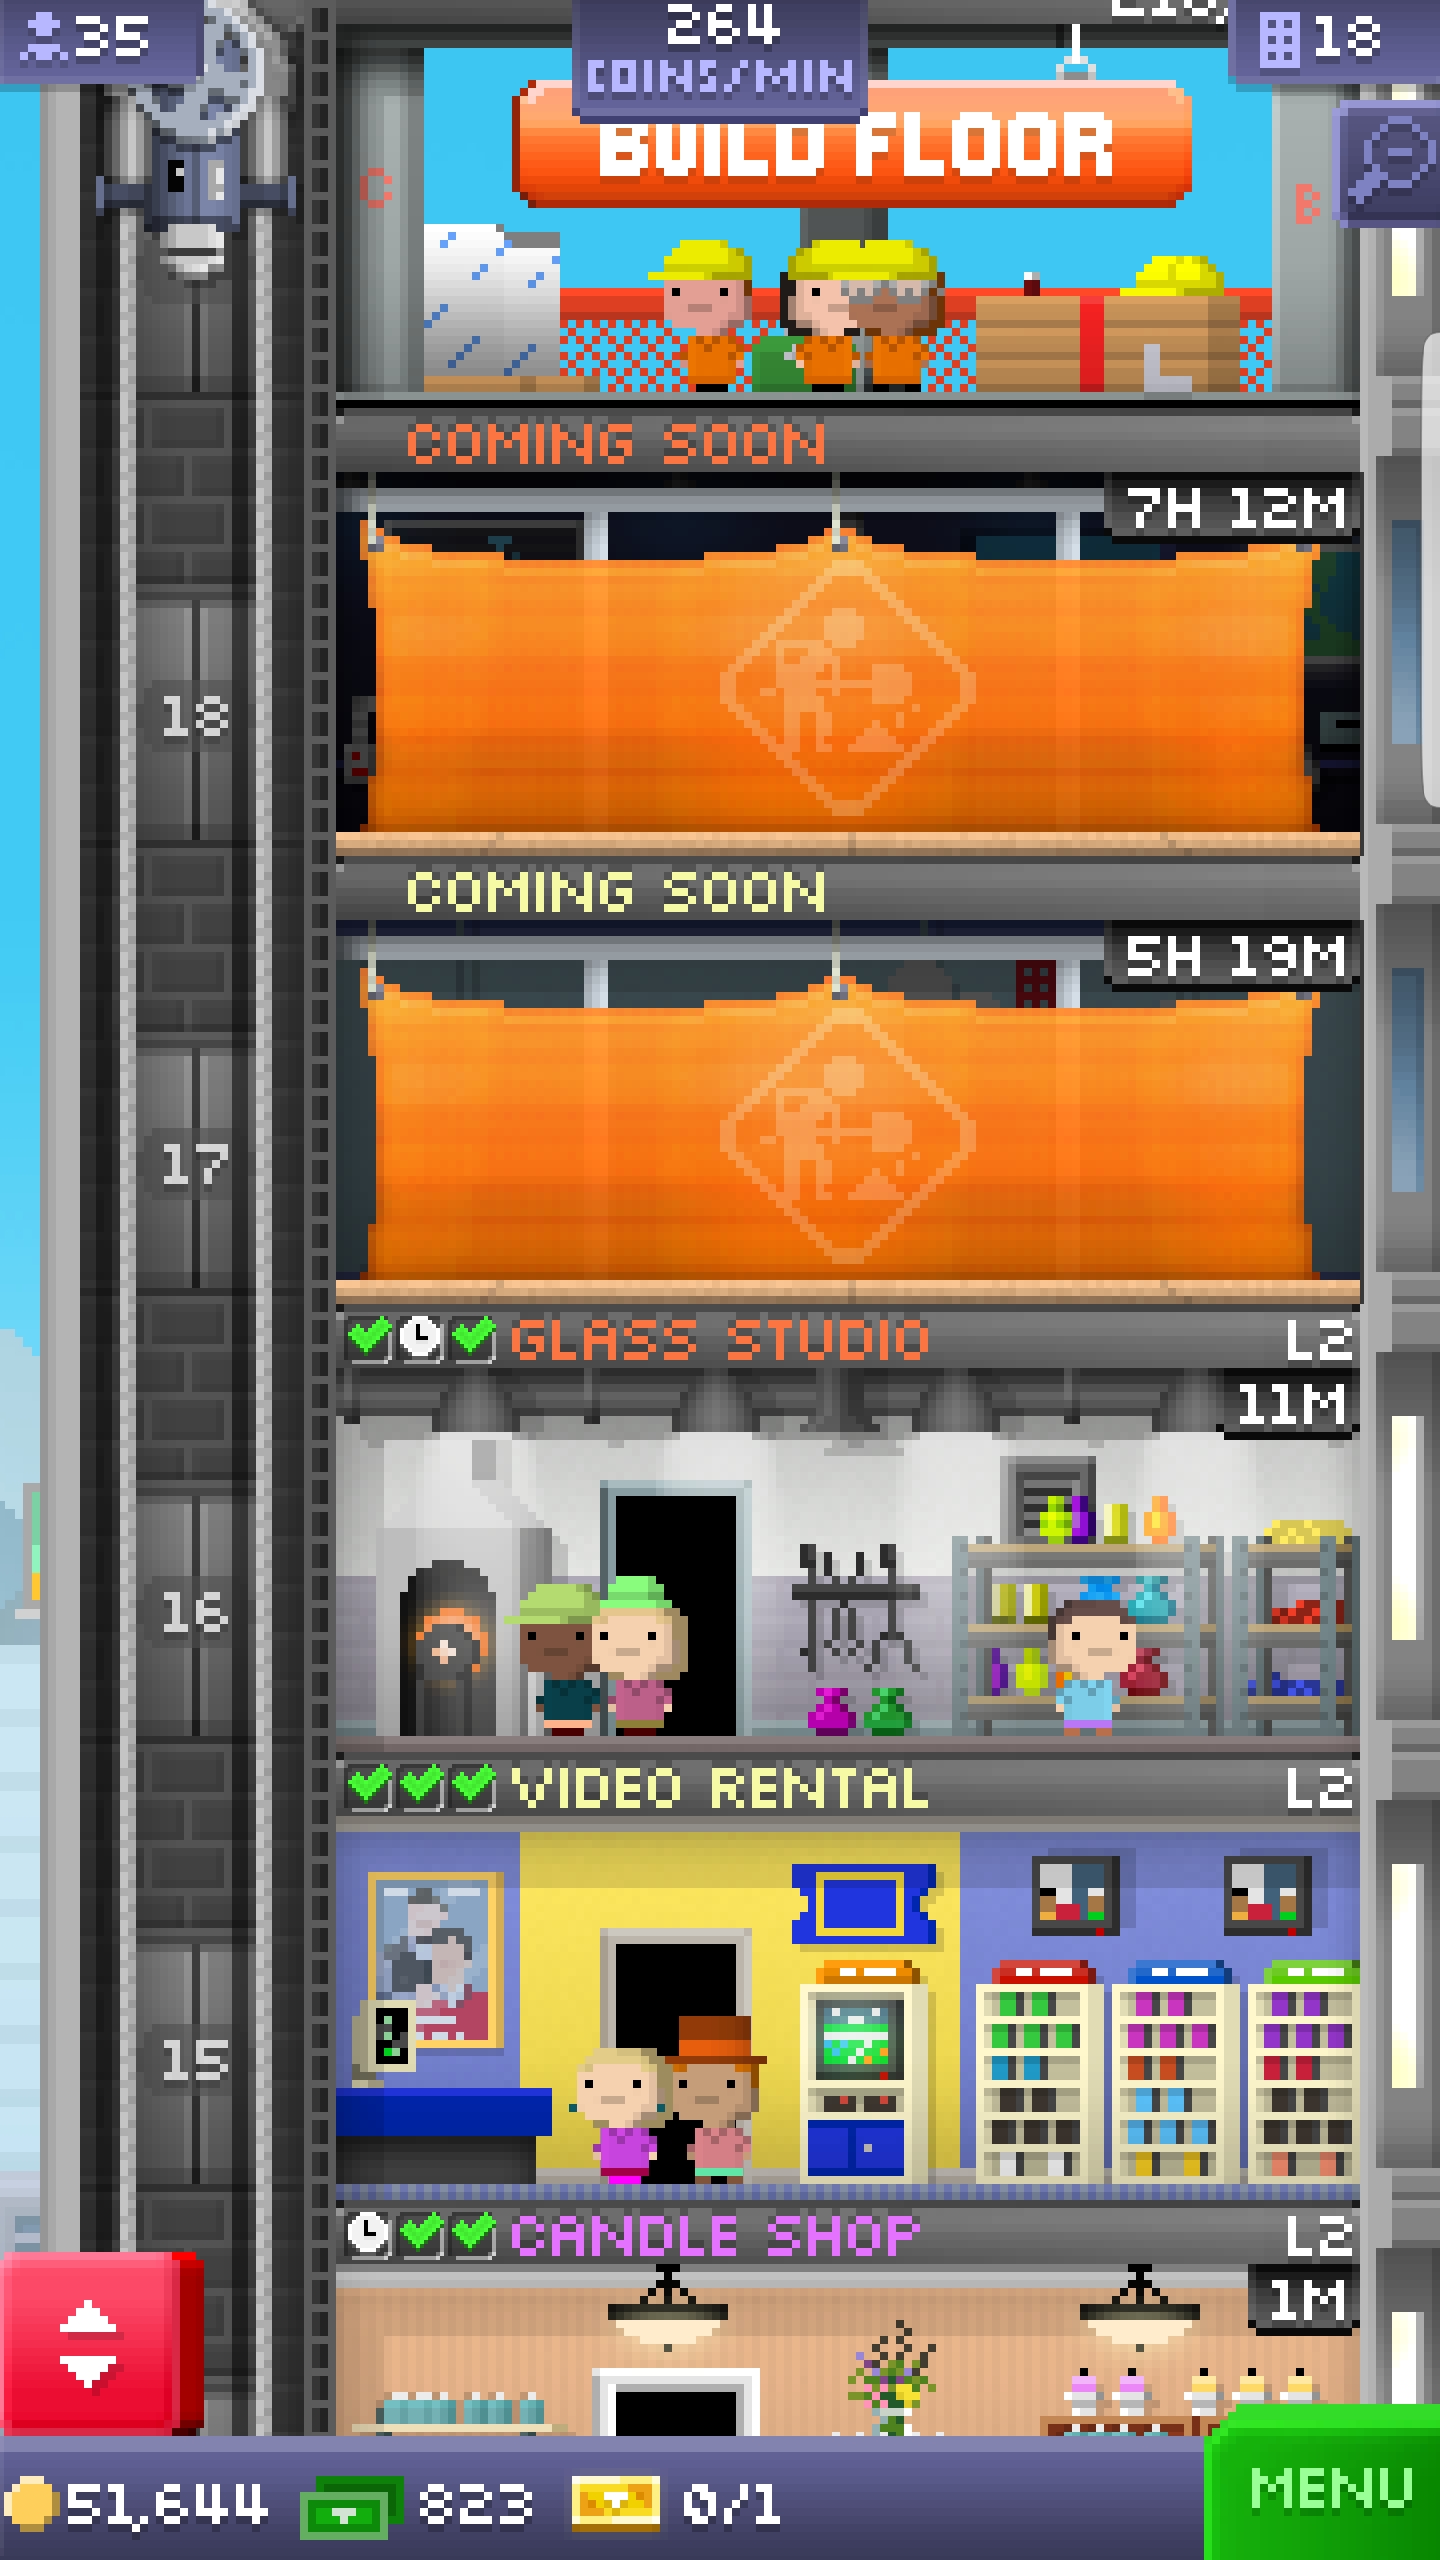 35
264
COINS/MIN
18
BUILD FLOOR
C
B
COMING SOON
7H 12M
18
COMING SOON
5H 19M
17
GLASS STUDIO L2
11M
16
VIDEO RENTAL L2
15
CANDLE SHOP L2
1M
51,644 823 0/1
MENU